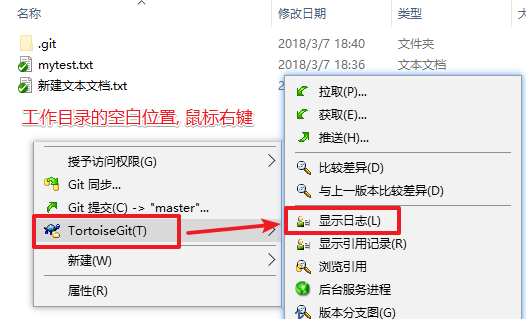 名称 修改日期 类型
.git 2018/3/7 18:40 文件夹
mytest.txt 2018/3/7 18:36 文本文档
新建文本文档.txt
工作目录的空白位置, 鼠标右键
授予访问权限(G)
Git 同步...
Git 提交(C) -> "master"...
TortoiseGit(T)
新建(W)
属性(R)
拉取(P)...
获取(E)...
推送(H)...
比较差异(D)
与上一版本比较差异(D)
显示日志(L)
显示引用记录(R)
浏览引用
后台服务进程
版本分支图(G)